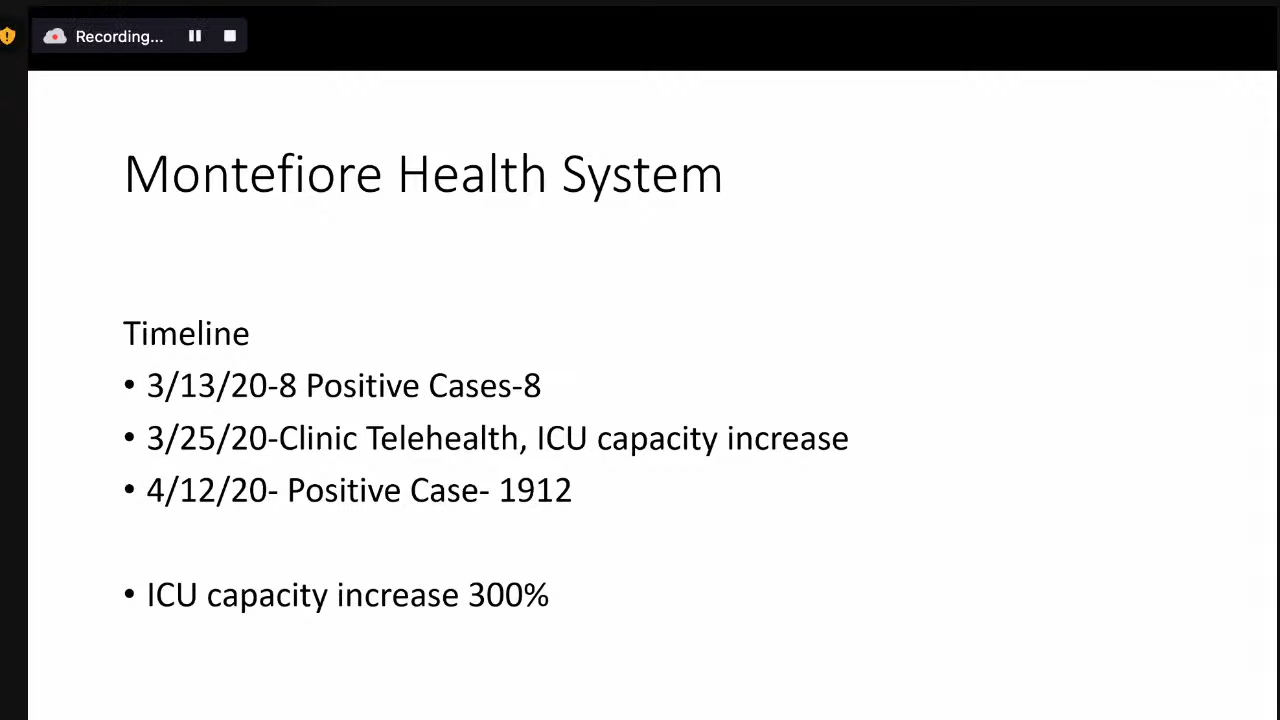 Recording...
Montefiore Health System
Timeline
• 3/13/20-8 Positive Cases-8
• 3/25/20-Clinic Telehealth, ICU capacity increase
• 4/12/20- Positive Case- 1912
• ICU capacity increase 300%